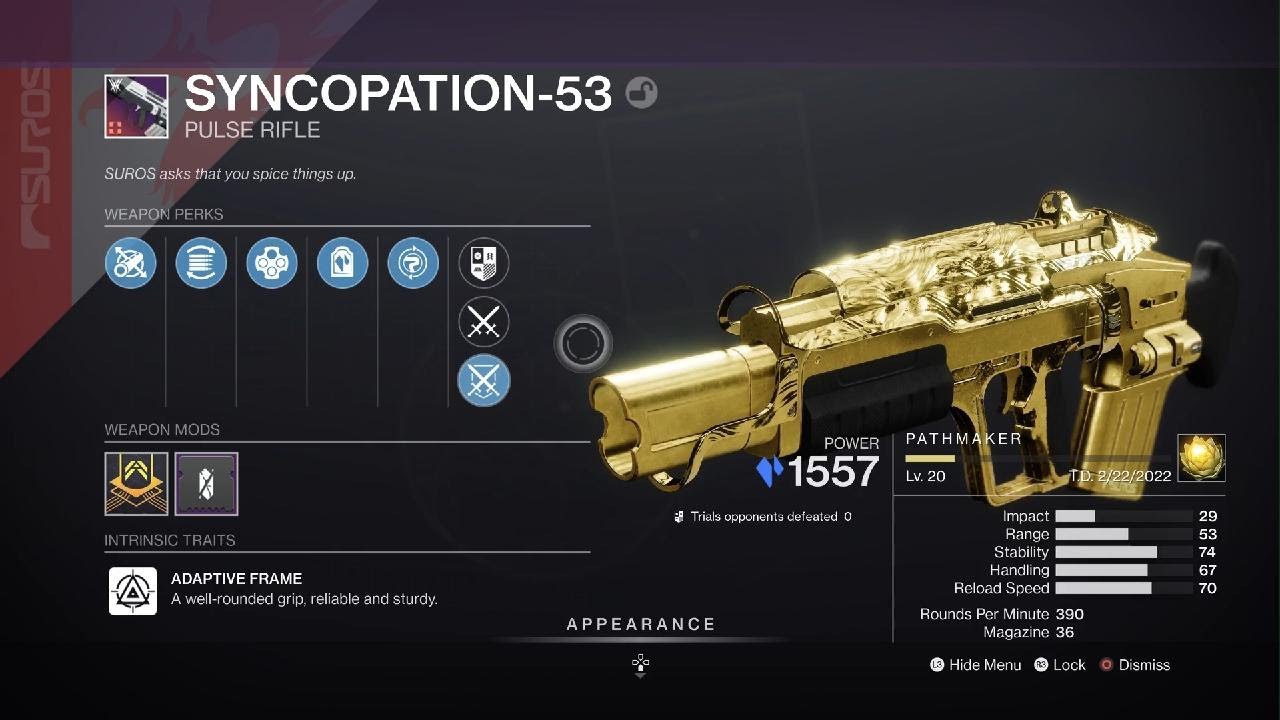 SUROS
SYNCOPATION-53
PULSE RIFLE
SUROS asks that you spice things up.
WEAPON PERKS
WEAPON MODS
INTRINSIC TRAITS
ADAPTIVE FRAME
A well-rounded grip, reliable and sturdy.
POWER
1557
Trials opponents defeated 0
PATHMAKER
Lv. 20
T.D. 2/22/2022
Impact 29
Range 53
Stability 74
Handling 67
Reload Speed 70
Rounds Per Minute 390
Magazine 36
APPEARANCE
L3 Hide Menu R3 Lock Dismiss